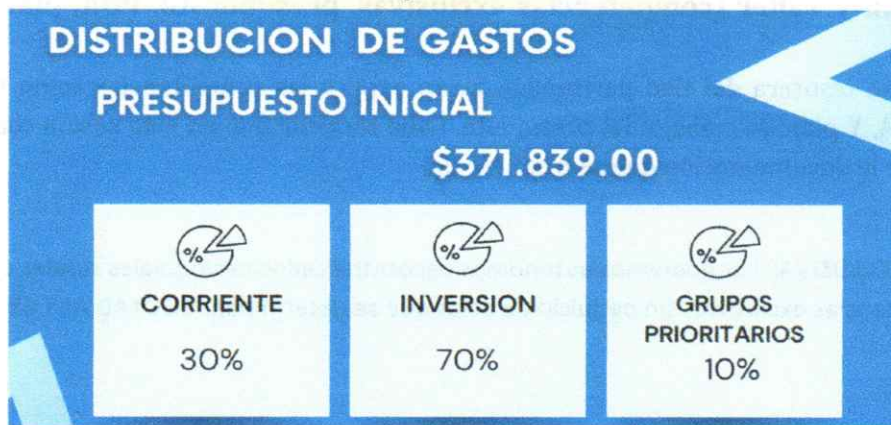 DISTRIBUCION DE GASTOS
PRESUPUESTO INICIAL
$371.839.00
%
CORRIENTE
30%
%
INVERSION
70%
%
GRUPOS
PRIORITARIOS
10%